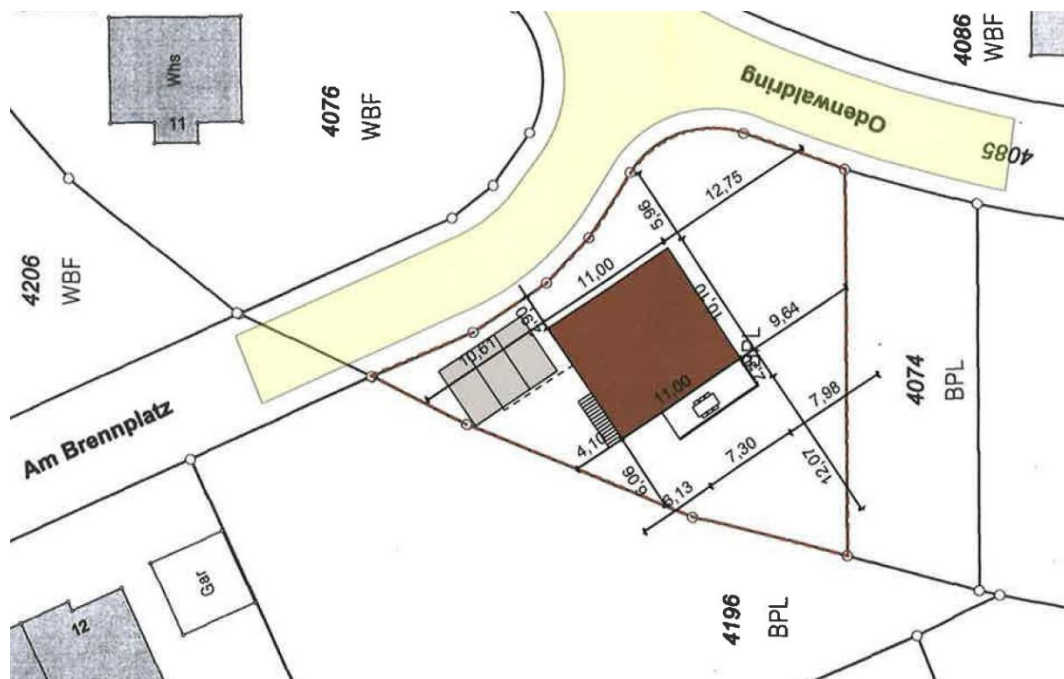 Whs
11
4076
WBF
4086
WBF
Odenwaldring
4085
4206
WBF
12,75
5,96
11,00
10,10
9,64
10,61
11,00
4,10
6,06
7,30
7,98
12,07
4074
BPL
Am Brennplatz
Gar
12
4196
BPL